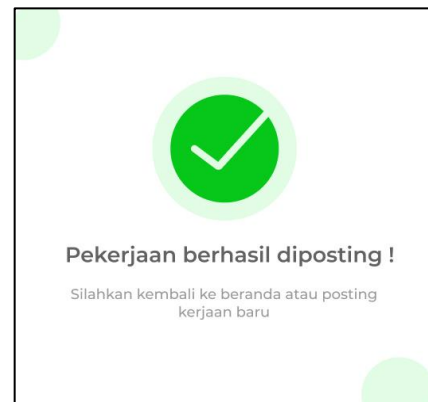 Pekerjaan berhasil diposting !
Silahkan kembali ke beranda atau posting
kerjaan baru